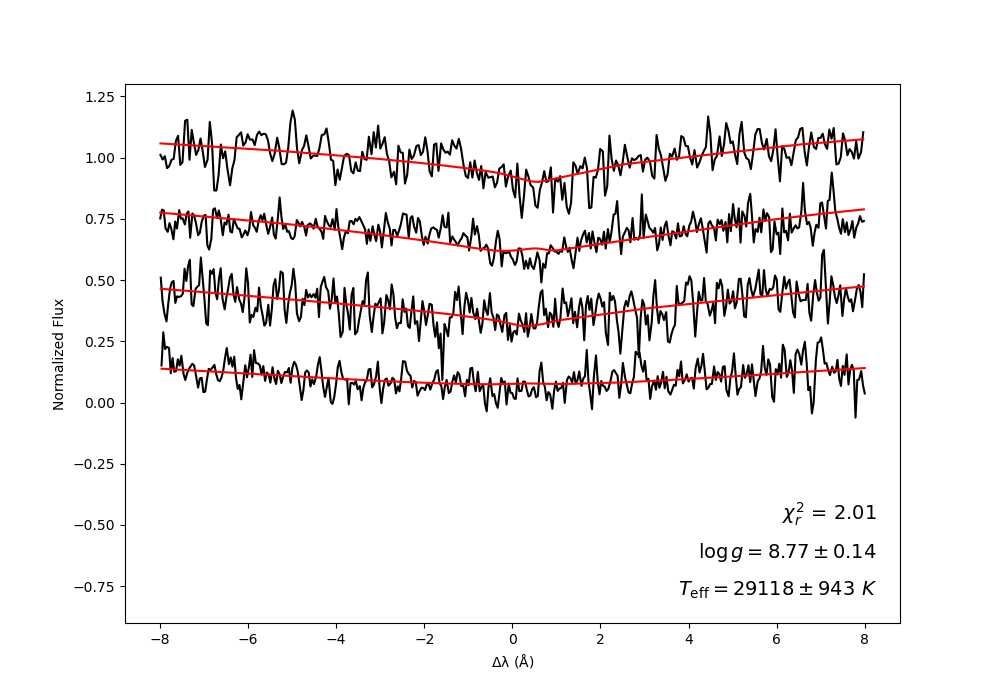 1.25
1.00
0.75
0.50
0.25
0.00
−0.25
−0.50
−0.75
Normalized Flux
χ²ᵣ = 2.01
log g = 8.77 ± 0.14
T_eff = 29118 ± 943 K
−8 −6 −4 −2 0 2 4 6 8
Δλ (Å)